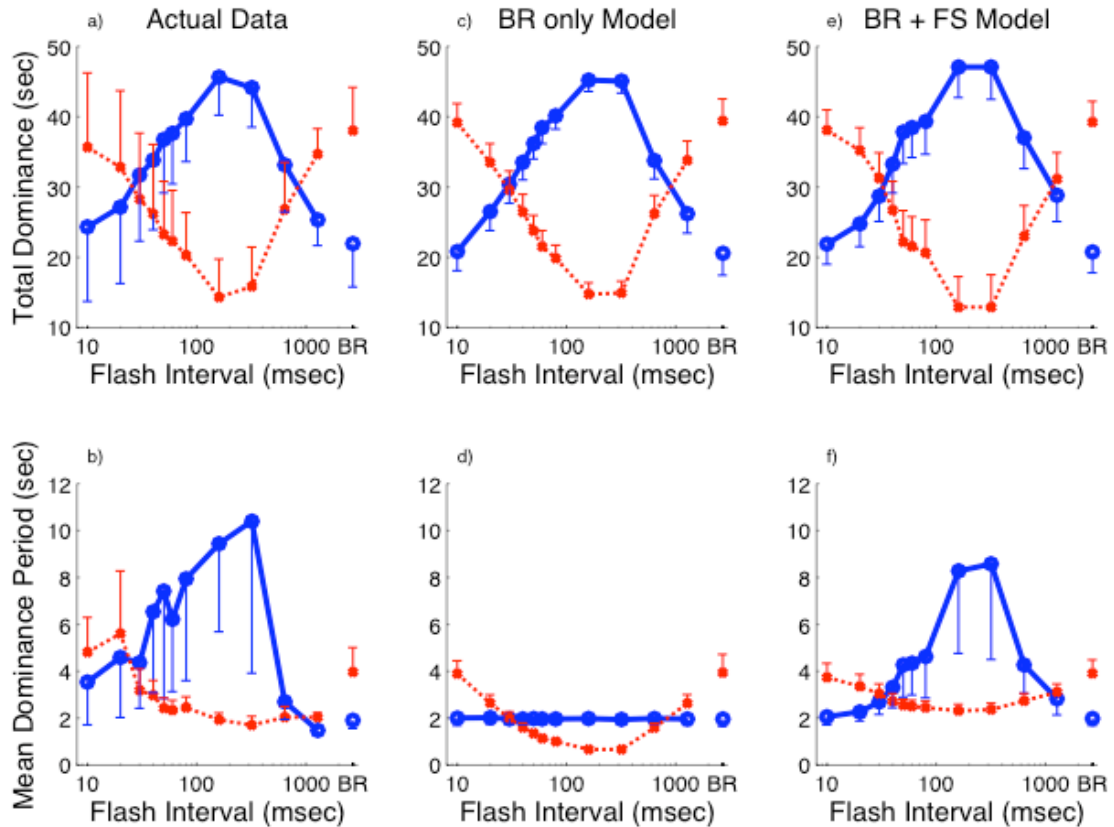 a) Actual Data
c) BR only Model
e) BR + FS Model
Total Dominance (sec)
50
40
30
20
10
10 100 1000 BR
Flash Interval (msec)
50
40
30
20
10
10 100 1000 BR
Flash Interval (msec)
50
40
30
20
10
10 100 1000 BR
Flash Interval (msec)
b)
Mean Dominance Period (sec)
12
10
8
6
4
2
0
10 100 1000 BR
Flash Interval (msec)
d)
12
10
8
6
4
2
0
10 100 1000 BR
Flash Interval (msec)
f)
12
10
8
6
4
2
0
10 100 1000 BR
Flash Interval (msec)